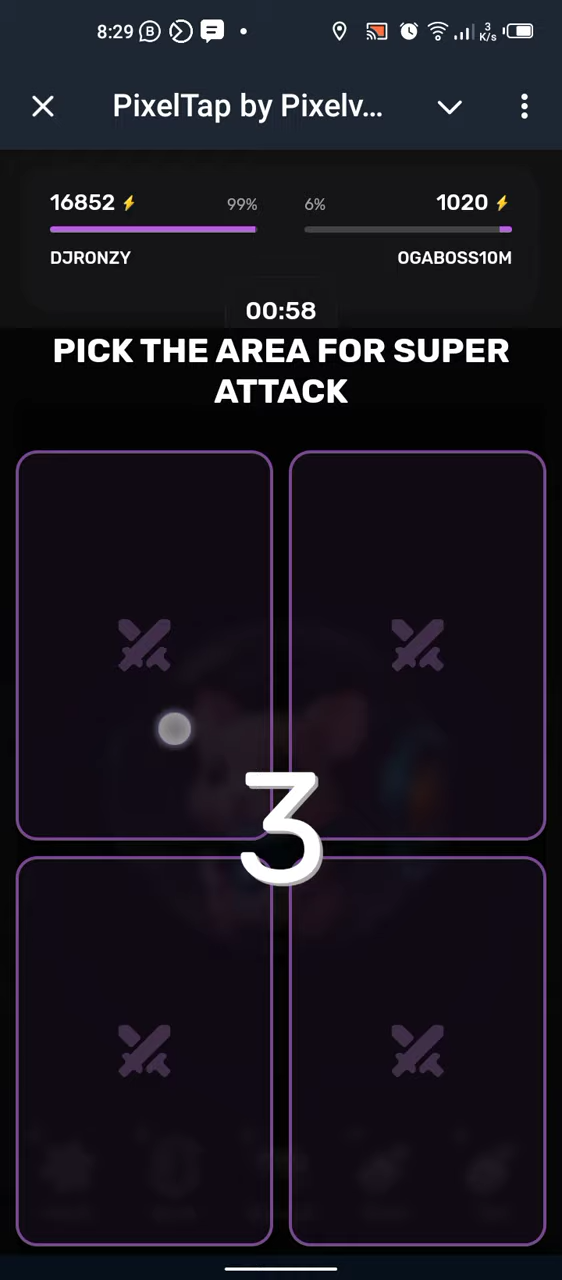 8:29
3
K/s
PixelTap by Pixelv...
16852
99%
6%
1020
DJRONZY
OGABOSS10M
00:58
PICK THE AREA FOR SUPER
ATTACK
3